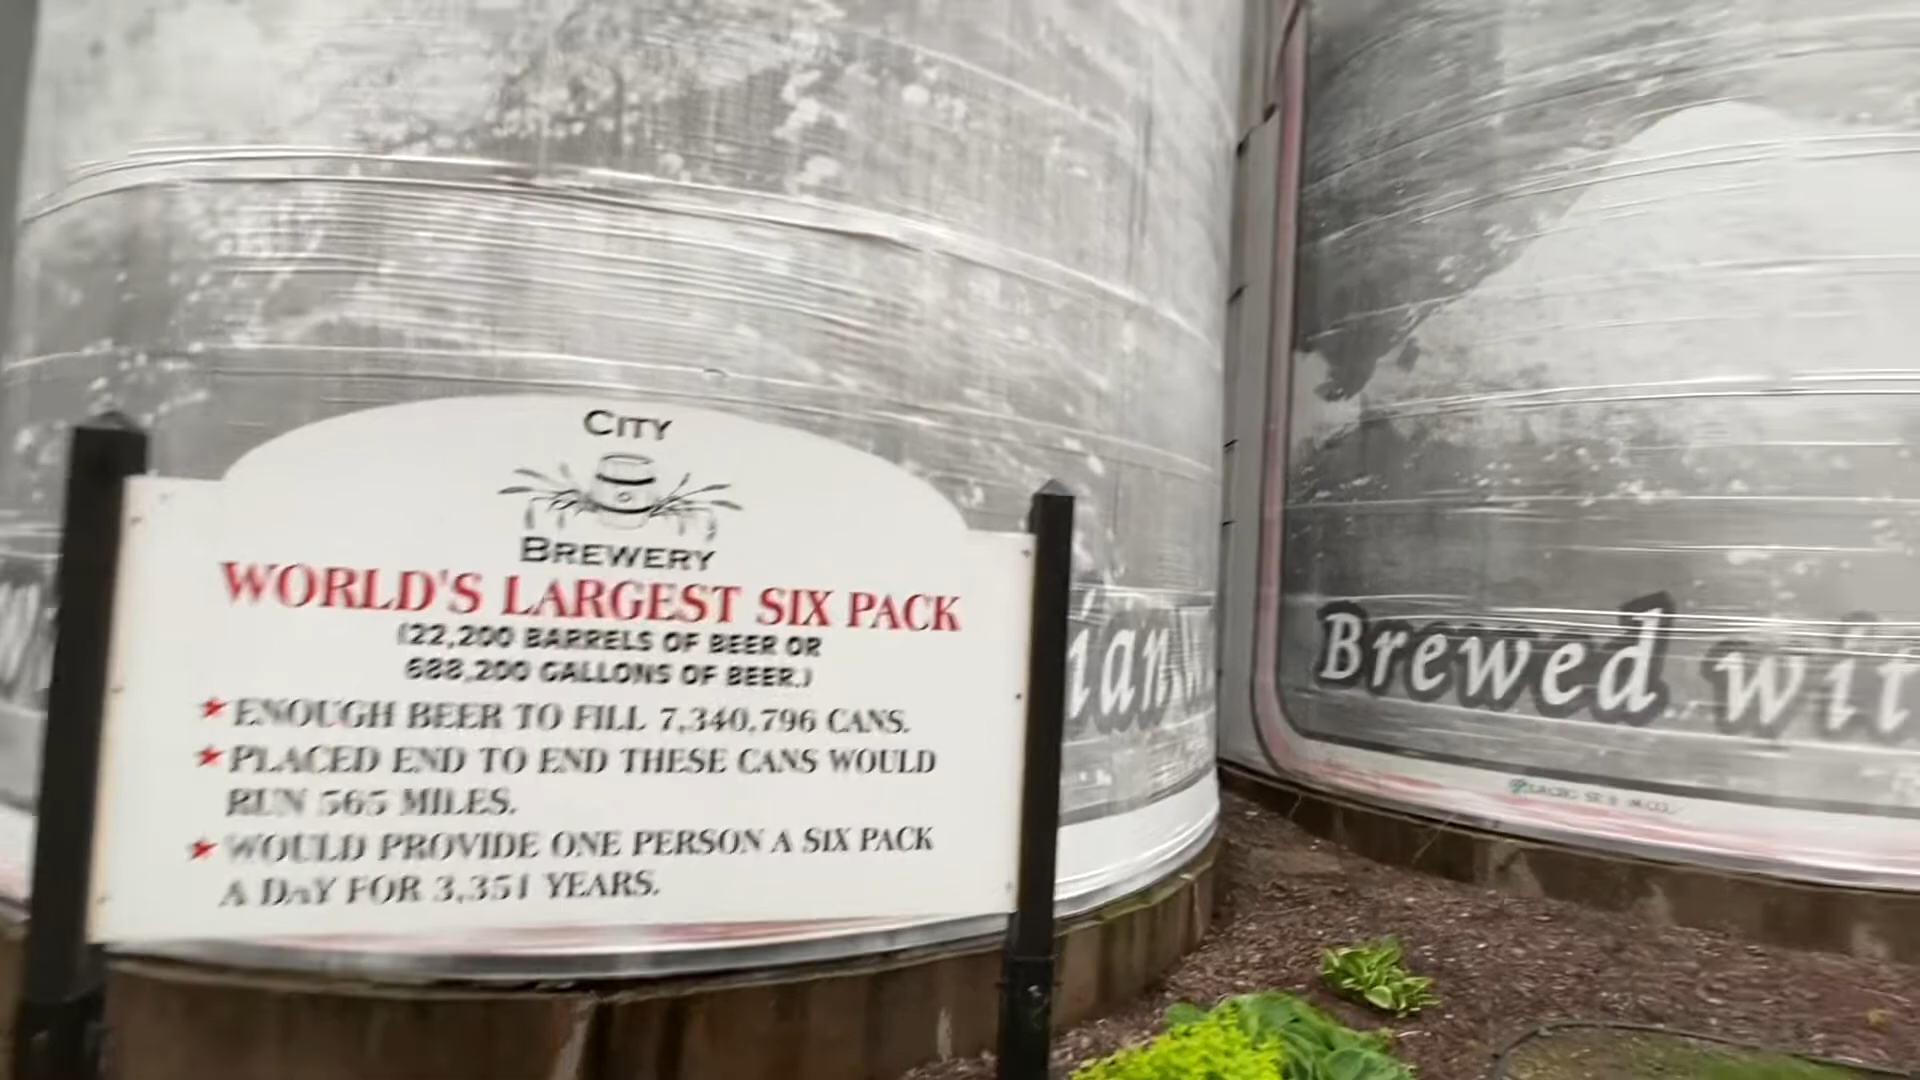 CITY
BREWERY
WORLD'S LARGEST SIX PACK
(22,200 BARRELS OF BEER OR
688,200 GALLONS OF BEER.)
★ ENOUGH BEER TO FILL 7,340,796 CANS.
★ PLACED END TO END THESE CANS WOULD
RUN 565 MILES.
★ WOULD PROVIDE ONE PERSON A SIX PACK
A DAY FOR 3,351 YEARS.
Brewed wit